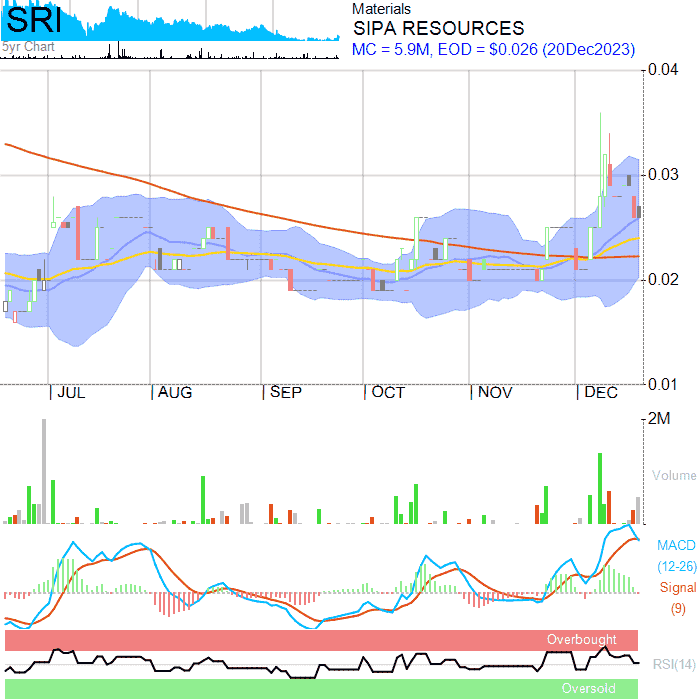 SRI
5yr Chart
Materials
SIPA RESOURCES
MC = 5.9M, EOD = $0.026 (20Dec2023)
0.04
0.03
0.02
0.01
JUL
AUG
SEP
OCT
NOV
DEC
2M
Volume
MACD
(12-26)
Signal
(9)
Overbought
RSI(14)
Oversold